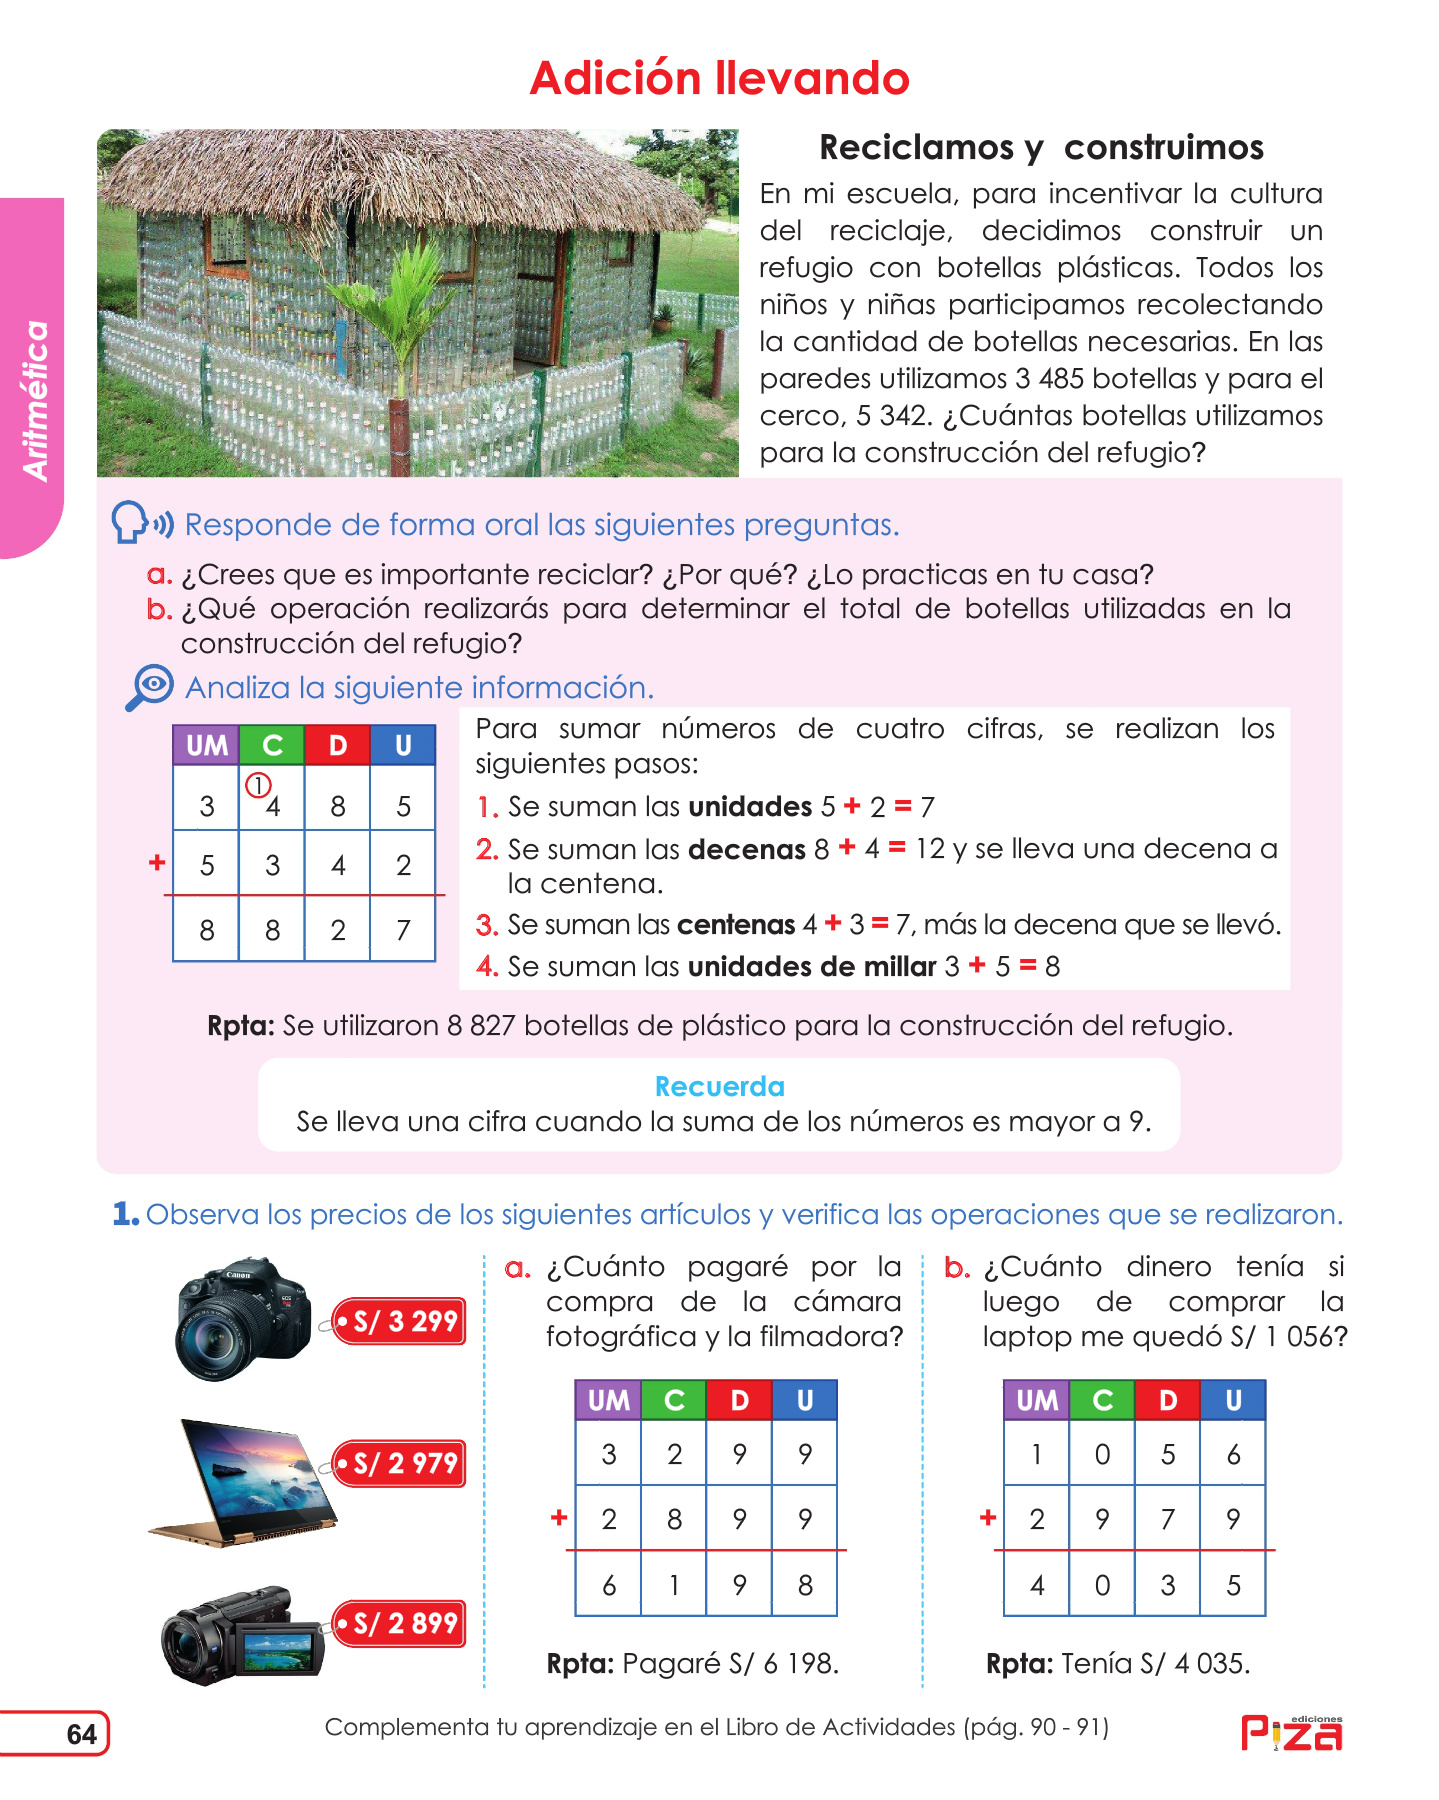 Adición llevando
Aritmética
Reciclamos y construimos
En mi escuela, para incentivar la cultura
del reciclaje, decidimos construir un
refugio con botellas plásticas. Todos los
niños y niñas participamos recolectando
la cantidad de botellas necesarias. En las
paredes utilizamos 3 485 botellas y para el
cerco, 5 342. ¿Cuántas botellas utilizamos
para la construcción del refugio?
Responde de forma oral las siguientes preguntas.
a. ¿Crees que es importante reciclar? ¿Por qué? ¿Lo practicas en tu casa?
b. ¿Qué operación realizarás para determinar el total de botellas utilizadas en la
construcción del refugio?
Analiza la siguiente información.
UM C D U
1
3 4 8 5
+ 5 3 4 2
8 8 2 7
Para sumar números de cuatro cifras, se realizan los
siguientes pasos:
1. Se suman las unidades 5 + 2 = 7
2. Se suman las decenas 8 + 4 = 12 y se lleva una decena a
la centena.
3. Se suman las centenas 4 + 3 = 7, más la decena que se llevó.
4. Se suman las unidades de millar 3 + 5 = 8
Rpta: Se utilizaron 8 827 botellas de plástico para la construcción del refugio.
Recuerda
Se lleva una cifra cuando la suma de los números es mayor a 9.
1. Observa los precios de los siguientes artículos y verifica las operaciones que se realizaron.
Canon
S/ 3 299
S/ 2 979
S/ 2 899
a. ¿Cuánto pagaré por la
compra de la cámara
fotográfica y la filmadora?
UM C D U
3 2 9 9
+ 2 8 9 9
6 1 9 8
Rpta: Pagaré S/ 6 198.
b. ¿Cuánto dinero tenía si
luego de comprar la
laptop me quedó S/ 1 056?
UM C D U
1 0 5 6
+ 2 9 7 9
4 0 3 5
Rpta: Tenía S/ 4 035.
64
Complementa tu aprendizaje en el Libro de Actividades (pág. 90 - 91)
ediciones
Piza